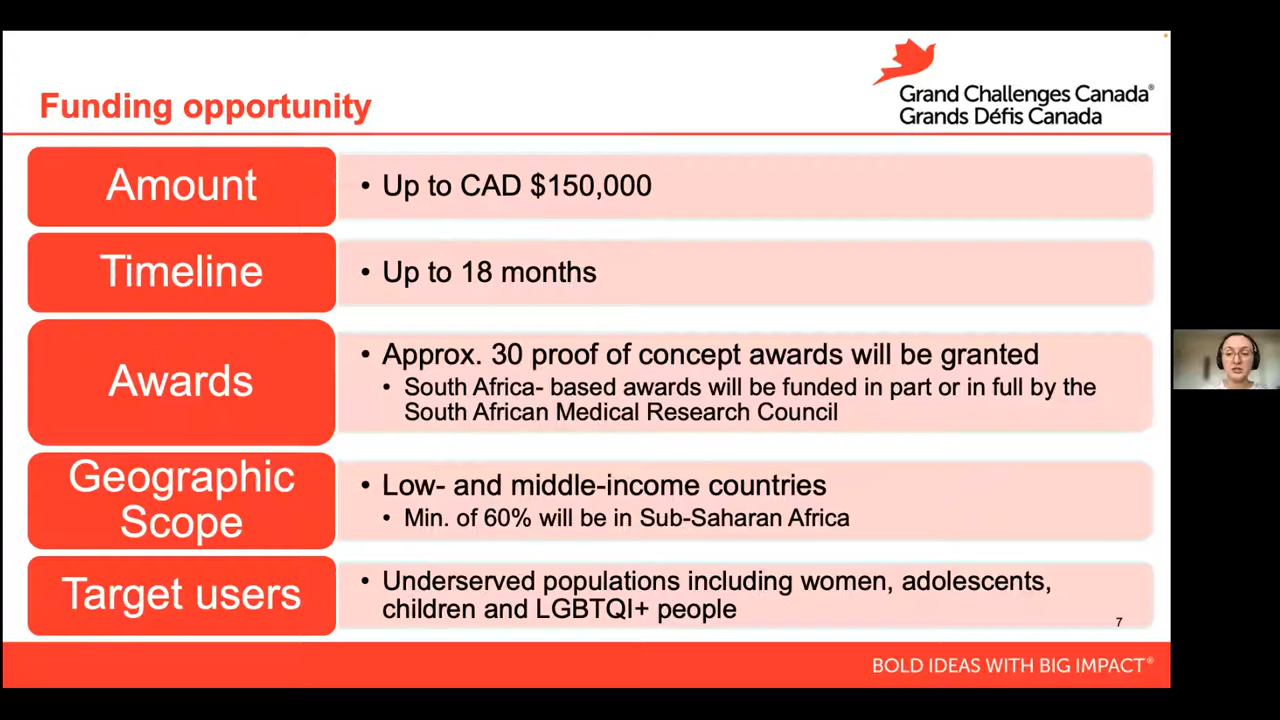 Grand Challenges Canada®
Grands Défis Canada
Funding opportunity
Amount
• Up to CAD $150,000
Timeline
• Up to 18 months
Awards
• Approx. 30 proof of concept awards will be granted
• South Africa- based awards will be funded in part or in full by the
South African Medical Research Council
Geographic
Scope
• Low- and middle-income countries
• Min. of 60% will be in Sub-Saharan Africa
Target users
• Underserved populations including women, adolescents,
children and LGBTQI+ people
7
BOLD IDEAS WITH BIG IMPACT®